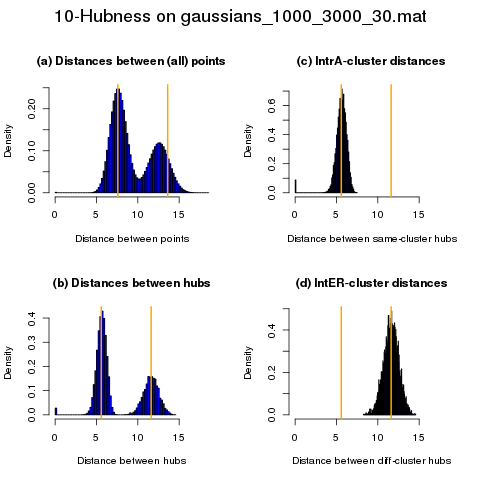 10-Hubness on gaussians_1000_3000_30.mat
(a) Distances between (all) points
Density
0.00 0.10 0.20
0 5 10 15
Distance between points
(c) IntrA-cluster distances
Density
0.0 0.2 0.4 0.6
0 5 10 15
Distance between same-cluster hubs
(b) Distances between hubs
Density
0.0 0.1 0.2 0.3 0.4
0 5 10 15
Distance between hubs
(d) IntER-cluster distances
Density
0.0 0.2 0.4
0 5 10 15
Distance between diff-cluster hubs